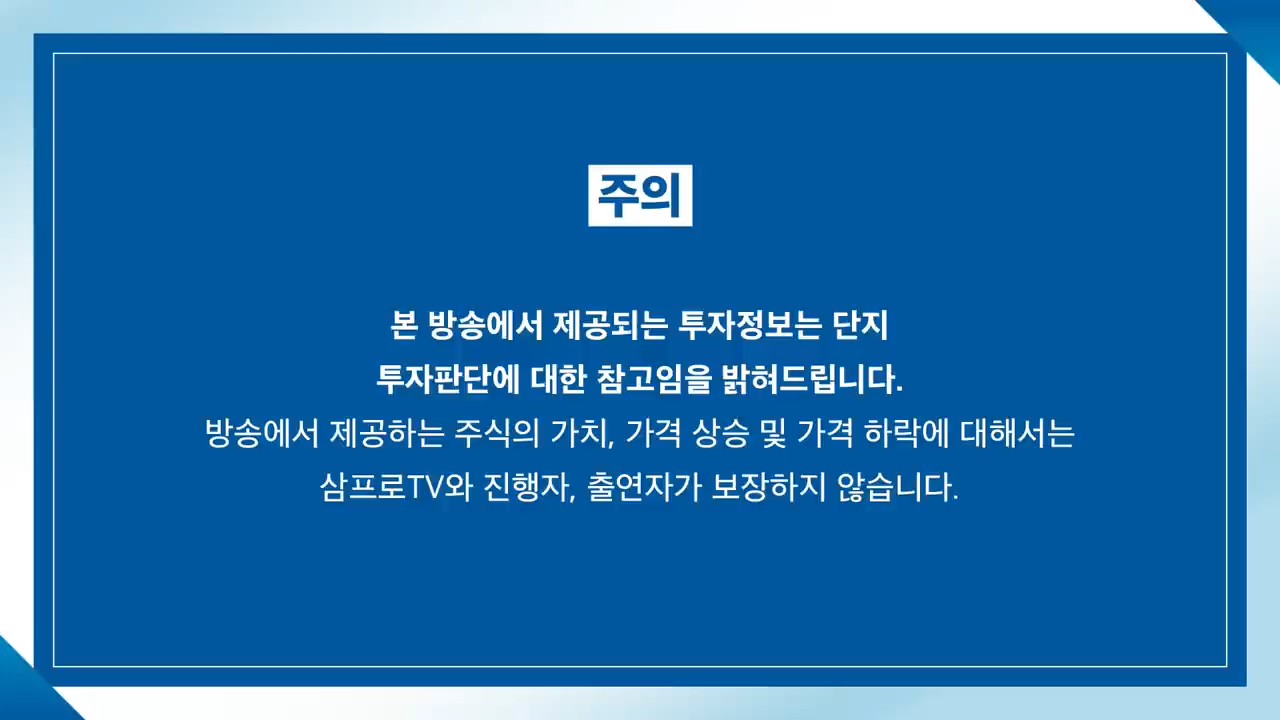 주의
본 방송에서 제공되는 투자정보는 단지
투자판단에 대한 참고임을 밝혀드립니다.
방송에서 제공하는 주식의 가치, 가격 상승 및 가격 하락에 대해서는
삼프로TV와 진행자, 출연자가 보장하지 않습니다.